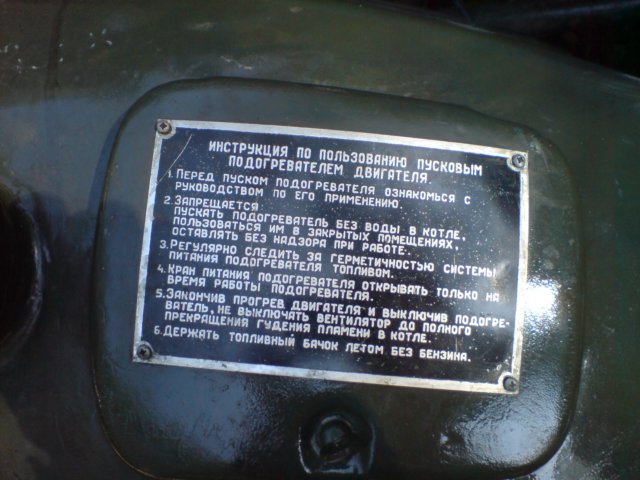 ИНСТРУКЦИЯ ПО ПОЛЬЗОВАНИЮ ПУСКОВЫМ
ПОДОГРЕВАТЕЛЕМ ДВИГАТЕЛЯ.
1. ПЕРЕД ПУСКОМ ПОДОГРЕВАТЕЛЯ ОЗНАКОМЬСЯ С
РУКОВОДСТВОМ ПО ЕГО ПРИМЕНЕНИЮ.
2. ЗАПРЕЩАЕТСЯ
ПУСКАТЬ ПОДОГРЕВАТЕЛЬ БЕЗ ВОДЫ В КОТЛЕ,
ПОЛЬЗОВАТЬСЯ ИМ В ЗАКРЫТЫХ ПОМЕЩЕНИЯХ,
ОСТАВЛЯТЬ БЕЗ НАДЗОРА ПРИ РАБОТЕ.
3. РЕГУЛЯРНО СЛЕДИТЬ ЗА ГЕРМЕТИЧНОСТЬЮ СИСТЕМЫ
ПИТАНИЯ ПОДОГРЕВАТЕЛЯ ТОПЛИВОМ.
4. КРАН ПИТАНИЯ ПОДОГРЕВАТЕЛЯ ОТКРЫВАТЬ ТОЛЬКО НА
ВРЕМЯ РАБОТЫ ПОДОГРЕВАТЕЛЯ.
5. ЗАКОНЧИВ ПРОГРЕВ ДВИГАТЕЛЯ И ВЫКЛЮЧИВ ПОДОГРЕ-
ВАТЕЛЬ, НЕ ВЫКЛЮЧАТЬ ВЕНТИЛЯТОР ДО ПОЛНОГО
ПРЕКРАЩЕНИЯ ГУДЕНИЯ ПЛАМЕНИ В КОТЛЕ.
6. ДЕРЖАТЬ ТОПЛИВНЫЙ БАЧОК ЛЕТОМ БЕЗ БЕНЗИНА.